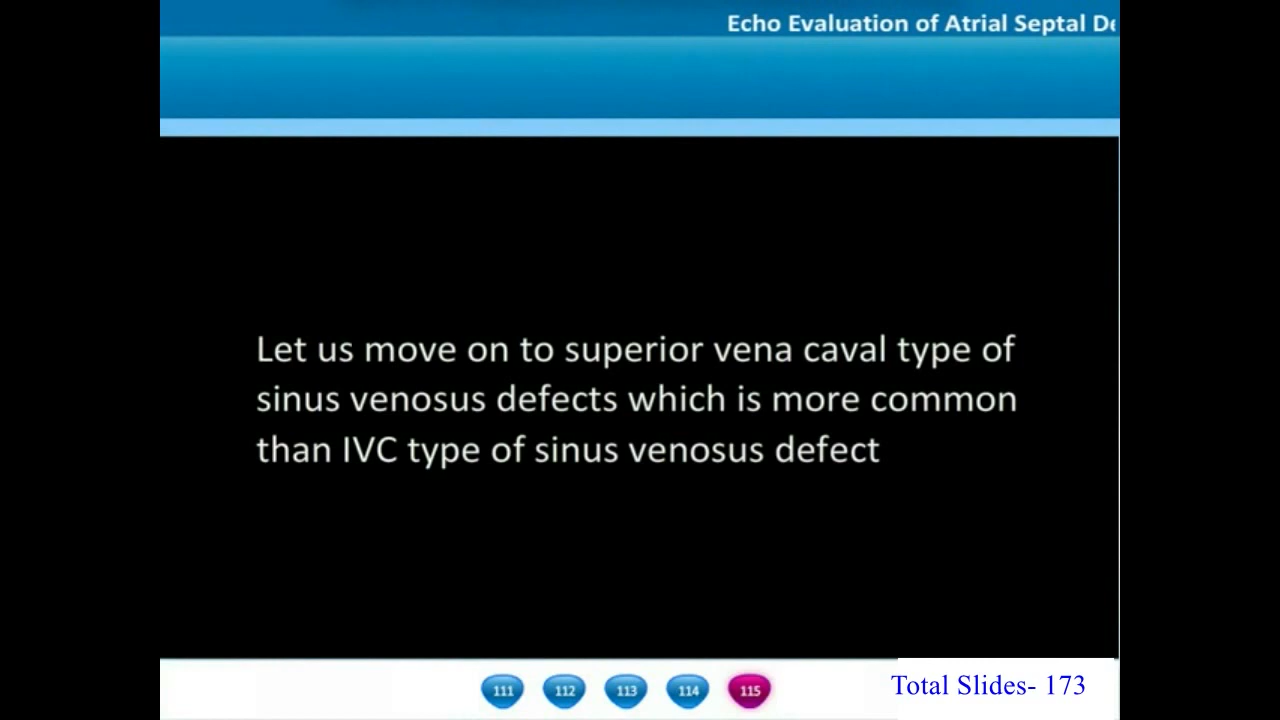 Echo Evaluation of Atrial Septal
Let us move on to superior vena caval type of
sinus venosus defects which is more common
than IVC type of sinus venosus defect
111 112 113 114 115
Total Slides- 173